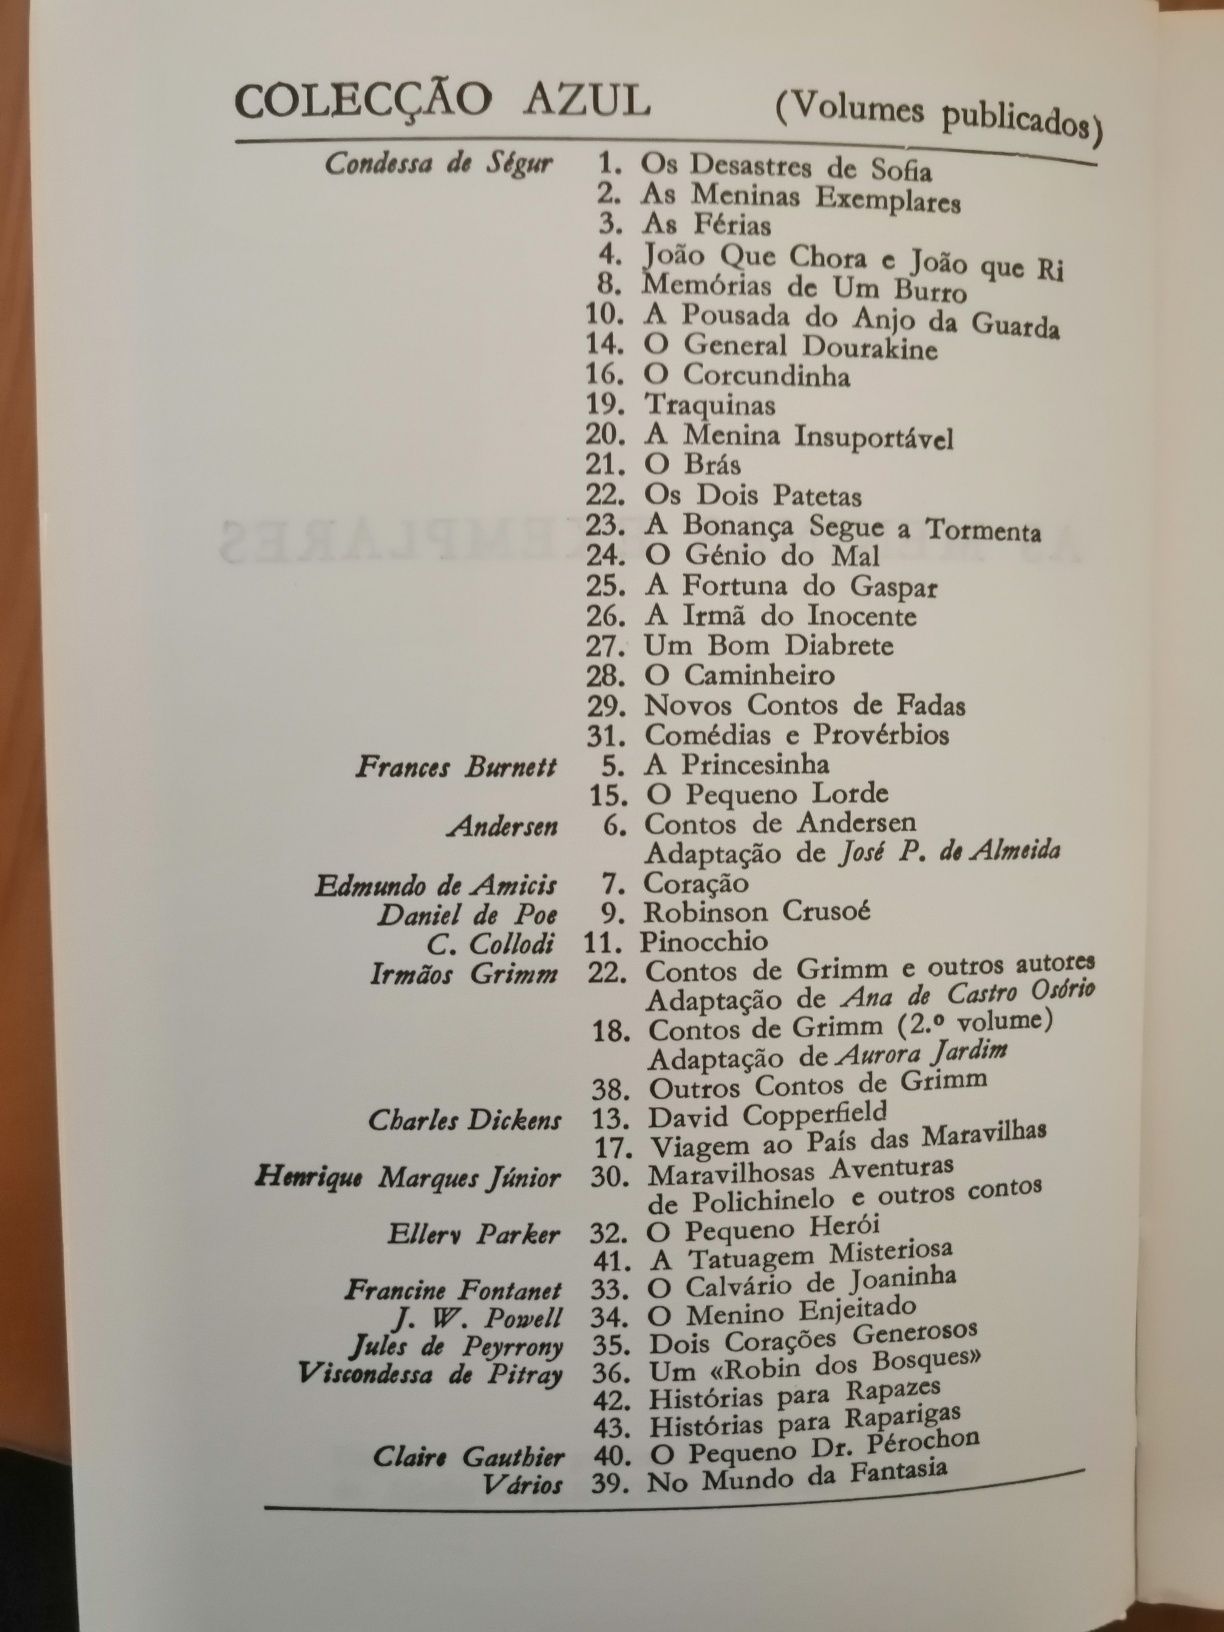 COLECÇÃO AZUL (Volumes publicados)
Condessa de Ségur 1. Os Desastres de Sofia
2. As Meninas Exemplares
3. As Férias
4. João Que Chora e João que Ri
8. Memórias de Um Burro
10. A Pousada do Anjo da Guarda
14. O General Dourakine
16. O Corcundinha
19. Traquinas
20. A Menina Insuportável
21. O Brás
22. Os Dois Patetas
23. A Bonança Segue a Tormenta
24. O Génio do Mal
25. A Fortuna do Gaspar
26. A Irmã do Inocente
27. Um Bom Diabrete
28. O Caminheiro
29. Novos Contos de Fadas
31. Comédias e Provérbios
Frances Burnett 5. A Princesinha
15. O Pequeno Lorde
Andersen 6. Contos de Andersen
Adaptação de José P. de Almeida
Edmundo de Amicis 7. Coração
Daniel de Poe 9. Robinson Crusoé
C. Collodi 11. Pinocchio
Irmãos Grimm 22. Contos de Grimm e outros autores
Adaptação de Ana de Castro Osório
18. Contos de Grimm (2.º volume)
Adaptação de Aurora Jardim
38. Outros Contos de Grimm
Charles Dickens 13. David Copperfield
17. Viagem ao País das Maravilhas
Henrique Marques Júnior 30. Maravilhosas Aventuras
de Polichinelo e outros contos
Ellerv Parker 32. O Pequeno Herói
41. A Tatuagem Misteriosa
Francine Fontanet 33. O Calvário de Joaninha
J. W. Powell 34. O Menino Enjeitado
Jules de Peyrrony 35. Dois Corações Generosos
Viscondessa de Pitray 36. Um «Robin dos Bosques»
42. Histórias para Rapazes
43. Histórias para Raparigas
Claire Gauthier 40. O Pequeno Dr. Pérochon
Vários 39. No Mundo da Fantasia